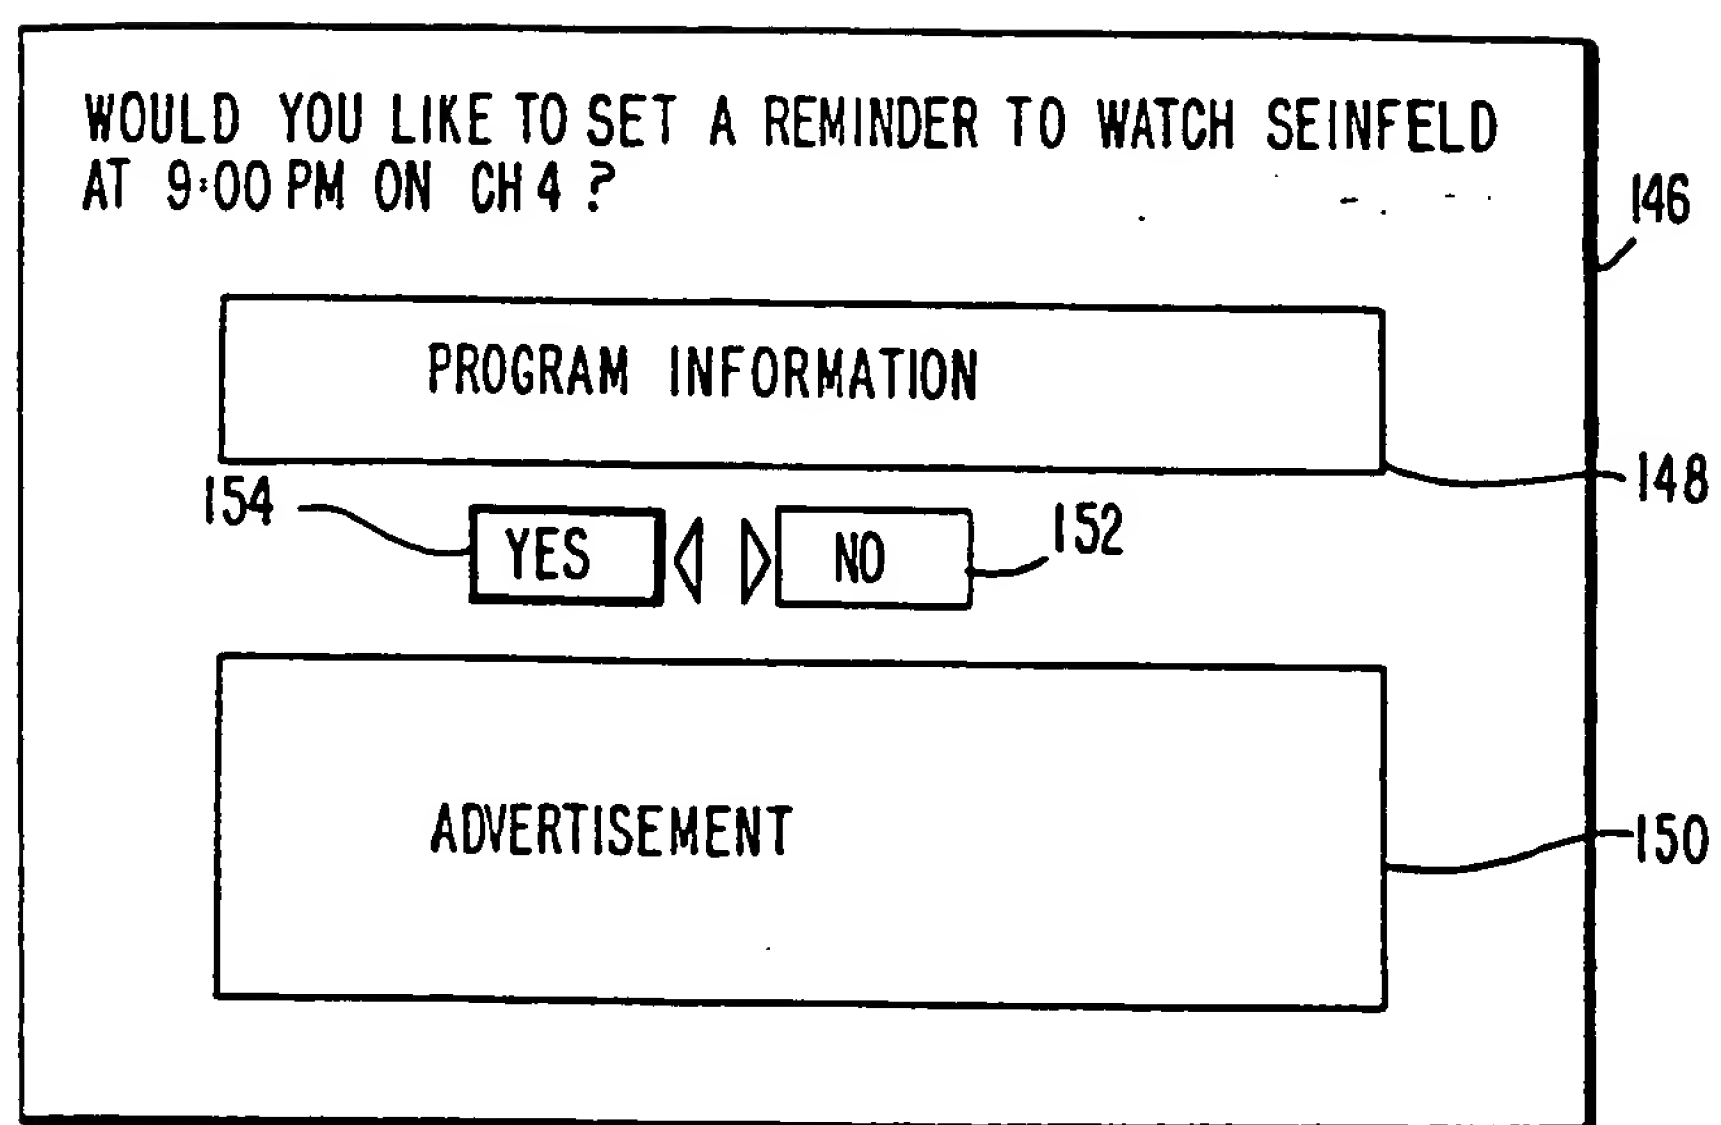 WOULD YOU LIKE TO SET A REMINDER TO WATCH SEINFELD
AT 9:00 PM ON CH 4 ?
146
PROGRAM INFORMATION
148
154
YES
NO
152
ADVERTISEMENT
150